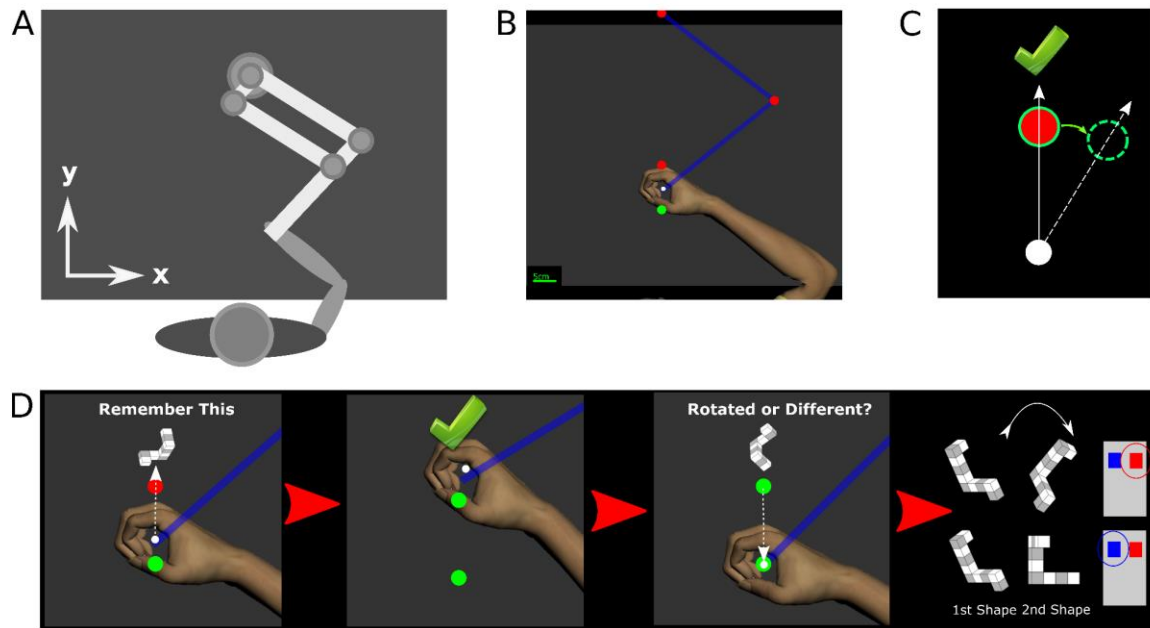 A
y
x
B
5cm
C
D
Remember This
Rotated or Different?
1st Shape 2nd Shape